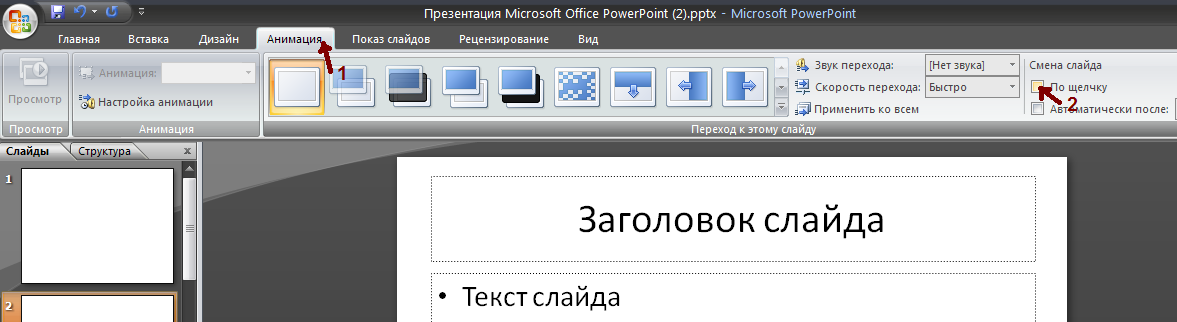 Презентация Microsoft Office PowerPoint (2).pptx - Microsoft PowerPoint
Главная Вставка Дизайн Анимация Показ слайдов Рецензирование Вид
1
Анимация: Звук перехода: [Нет звука] Смена слайда
Просмотр Настройка анимации Скорость перехода: Быстро По щелчку
2
Применить ко всем Автоматически после:
Просмотр Анимация Переход к этому слайду
Слайды Структура x
1
Заголовок слайда
• Текст слайда
2